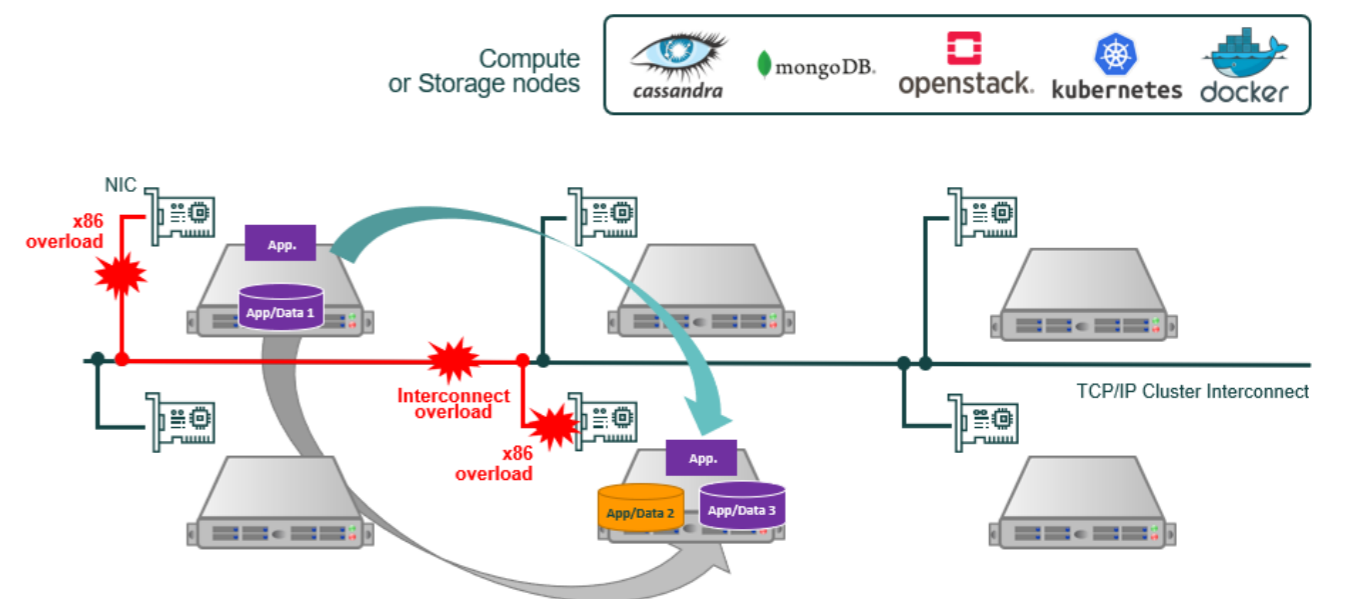 Compute
or Storage nodes
cassandra
mongoDB.
openstack.
kubernetes
docker
NIC
x86
overload
App.
App/Data 1
Interconnect
overload
TCP/IP Cluster Interconnect
x86
overload
App.
App/Data 2
App/Data 3